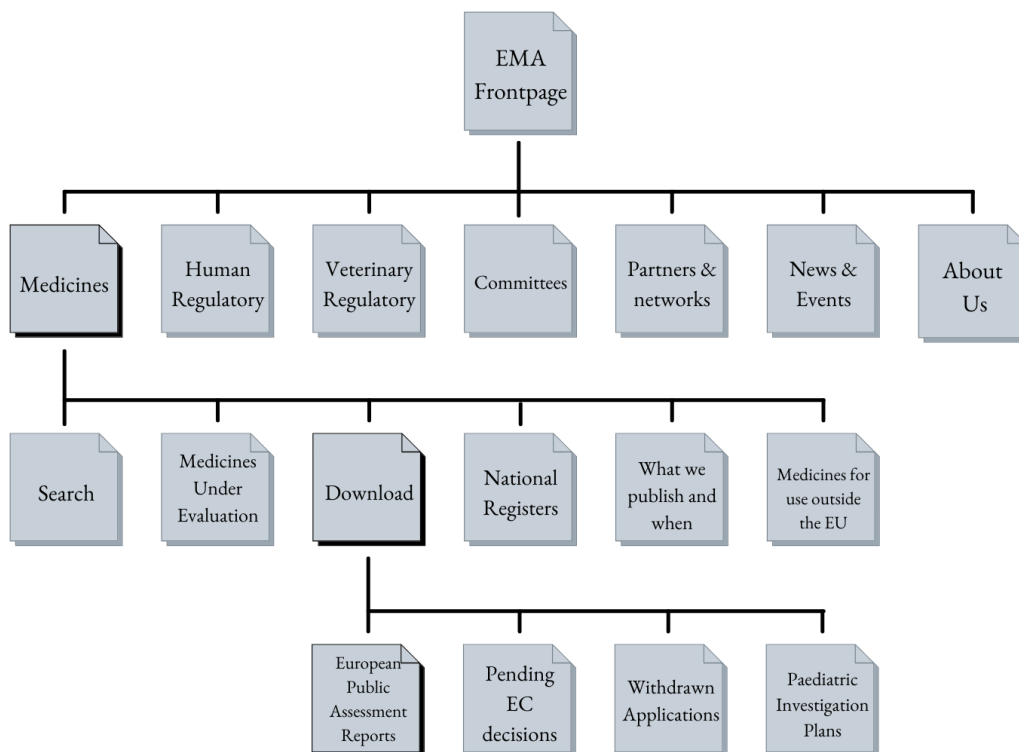 EMA
Frontpage
Medicines
Human
Regulatory
Veterinary
Regulatory
Committees
Partners &
networks
News &
Events
About
Us
Search
Medicines
Under
Evaluation
Download
National
Registers
What we
publish and
when
Medicines for
use outside
the EU
European
Public
Assessment
Reports
Pending
EC
decisions
Withdrawn
Applications
Paediatric
Investigation
Plans